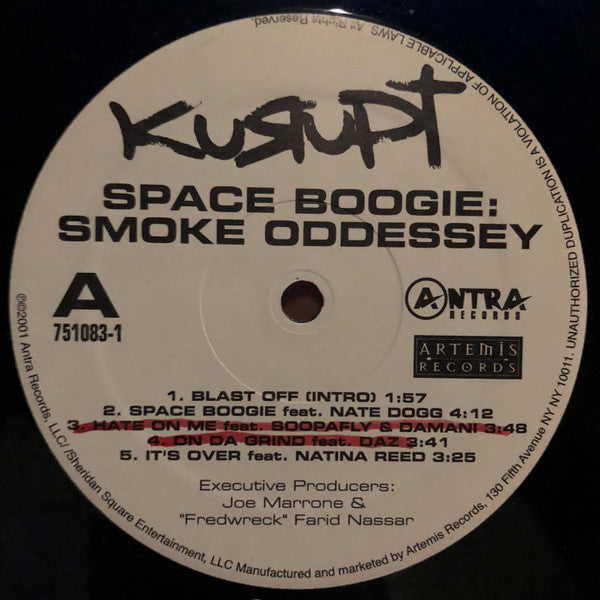 KURUPT
SPACE BOOGIE:
SMOKE ODDESSEY
A
751083-1
ANTRA
RECORDS
ARTEMIS
RECORDS
1. BLAST OFF (INTRO) 1:57
2. SPACE BOOGIE feat. NATE DOGG 4:12
3. HATE ON ME feat. SOOPAFLY & DAMANI 3:48
4. ON DA GRIND feat. DAZ 3:41
5. IT'S OVER feat. NATINA REED 3:25
Executive Producers:
Joe Marrone &
"Fredwreck" Farid Nassar
℗©2001 Antra Records, LLC/ /Sheridan Square Entertainment, LLC Manufactured and marketed by Artemis Records, 130 Fifth Avenue NY NY 10011. UNAUTHORIZED DUPLICATION IS A VIOLATION OF APPLICABLE LAWS. All Rights Reserved.